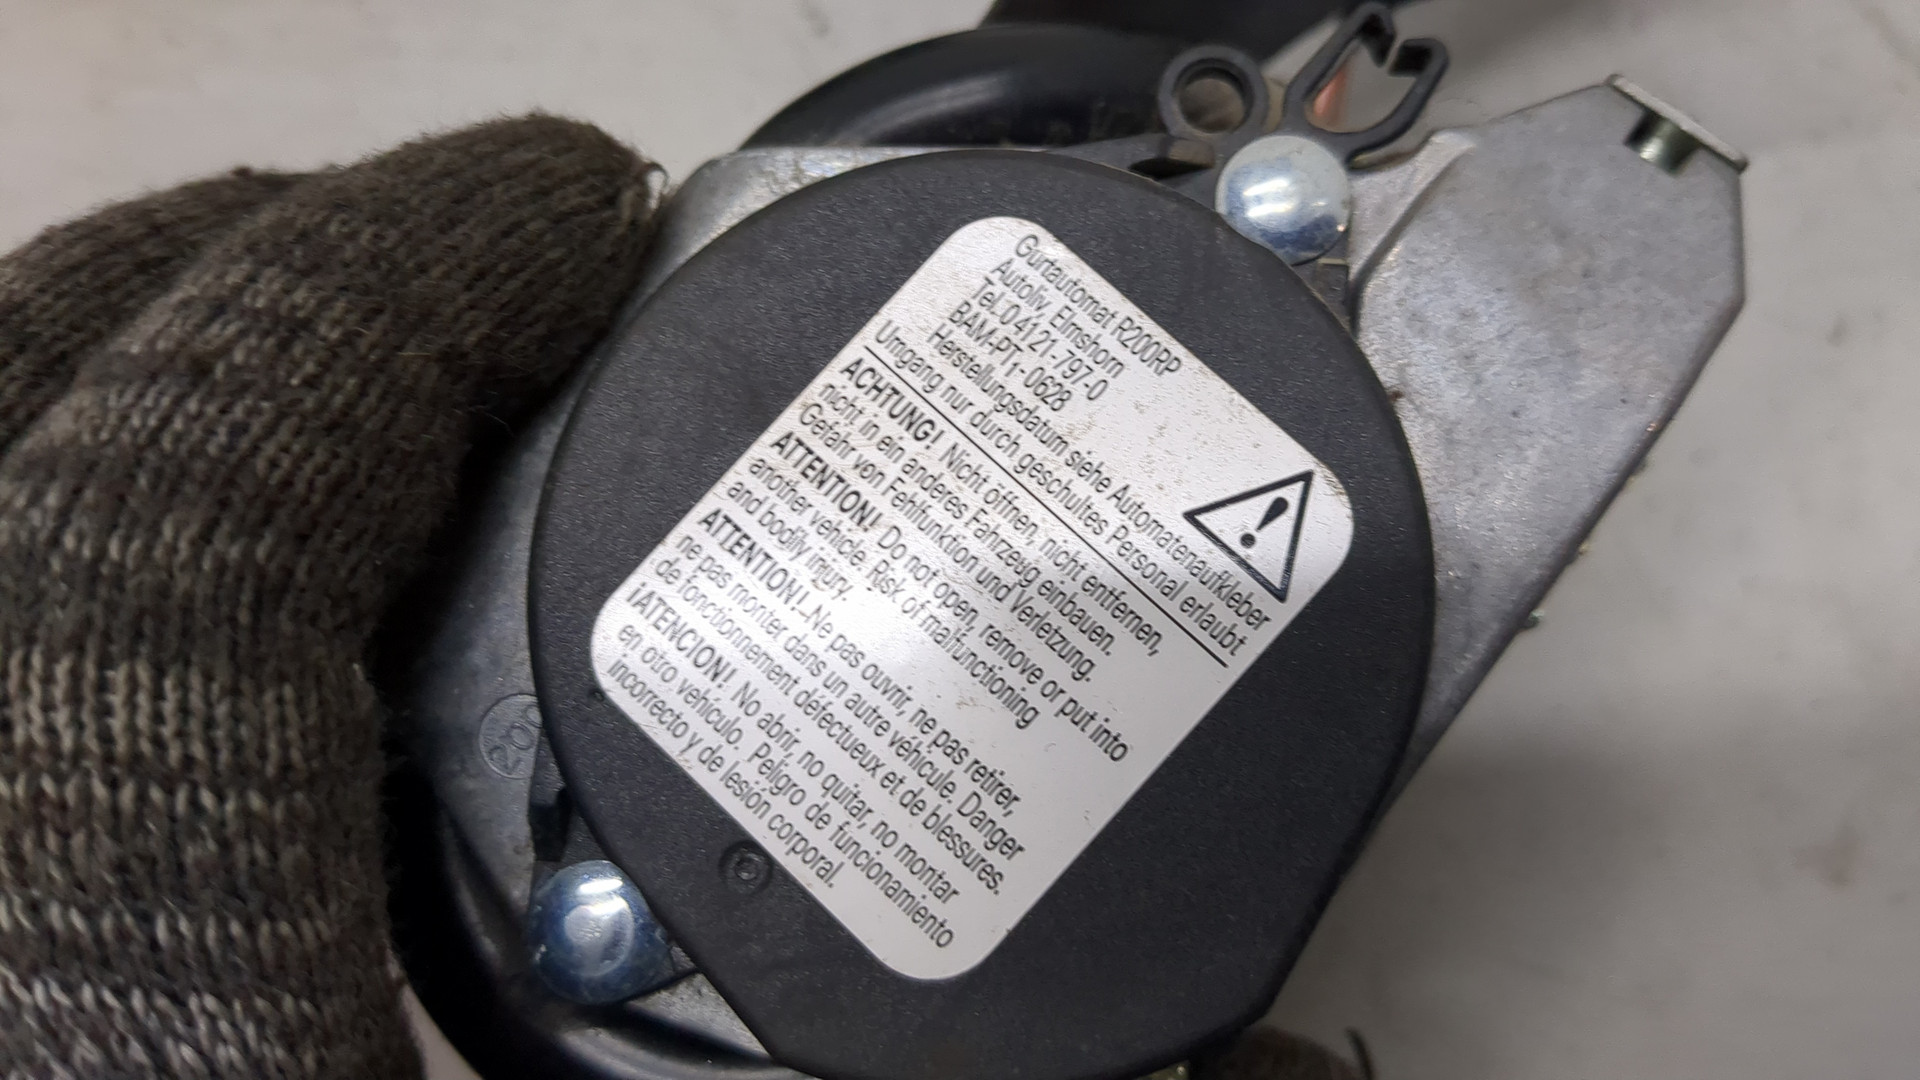 Gurtautomat R200RP
Autoliv, Elmshorn
Tel.04121-797-0
BAM-PT₁- 0628
Herstellungsdatum siehe Automatenaufkleber
Umgang nur durch geschultes Personal erlaubt
ACHTUNG! Nicht öffnen, nicht entfernen,
nicht in ein anderes Fahrzeug einbauen.
Gefahr von Fehlfunktion und Verletzung.
ATTENTION! Do not open, remove or put into
another vehicle. Risk of malfunctioning
and bodily injury.
ATTENTION! Ne pas ouvrir, ne pas retirer,
ne pas monter dans un autre véhicule. Danger
de fonctionnement défectueux et de blessures.
¡ATENCION! No abrir, no quitar, no montar
en otro vehículo. Peligro de funcionamiento
incorrecto y de lesión corporal.